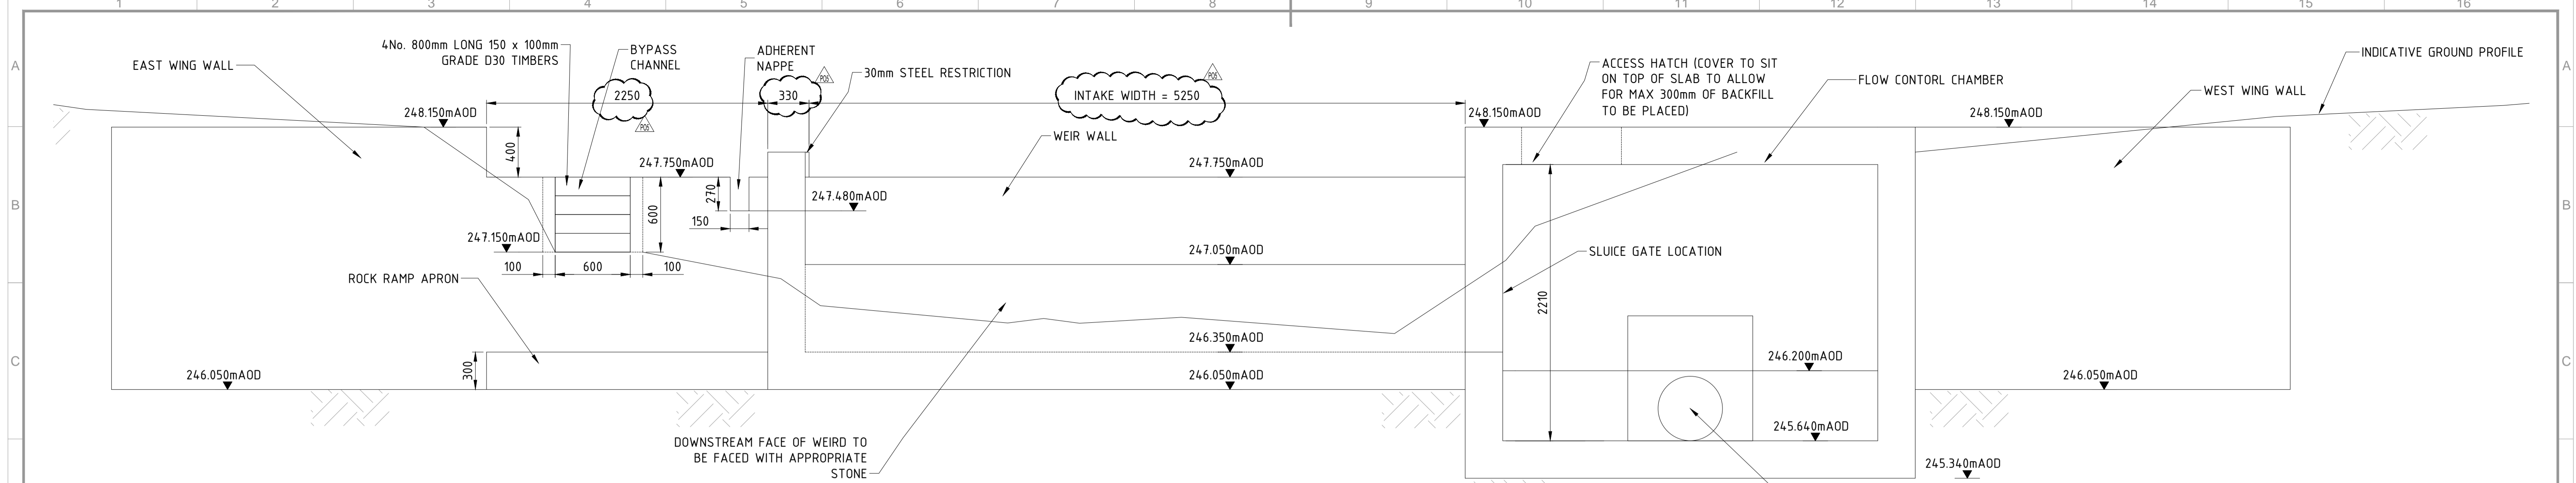 1 2 3 4 5 6 7 8 9 10 11 12 13 14 15 16
A
B
C
A
B
C
EAST WING WALL
4No. 800mm LONG 150 x 100mm
GRADE D30 TIMBERS
BYPASS
CHANNEL
ADHERENT
NAPPE
P05
30mm STEEL RESTRICTION
2250
P05
330
INTAKE WIDTH = 5250
P05
WEIR WALL
ACCESS HATCH (COVER TO SIT
ON TOP OF SLAB TO ALLOW
FOR MAX 300mm OF BACKFILL
TO BE PLACED)
FLOW CONTORL CHAMBER
INDICATIVE GROUND PROFILE
WEST WING WALL
248.150mAOD
248.150mAOD
248.150mAOD
400
247.750mAOD
247.750mAOD
270
247.480mAOD
150
600
247.150mAOD
100
600
100
247.050mAOD
SLUICE GATE LOCATION
ROCK RAMP APRON
2210
246.350mAOD
246.200mAOD
300
246.050mAOD
246.050mAOD
246.050mAOD
245.640mAOD
DOWNSTREAM FACE OF WEIRD TO
BE FACED WITH APPROPRIATE
STONE
245.340mAOD